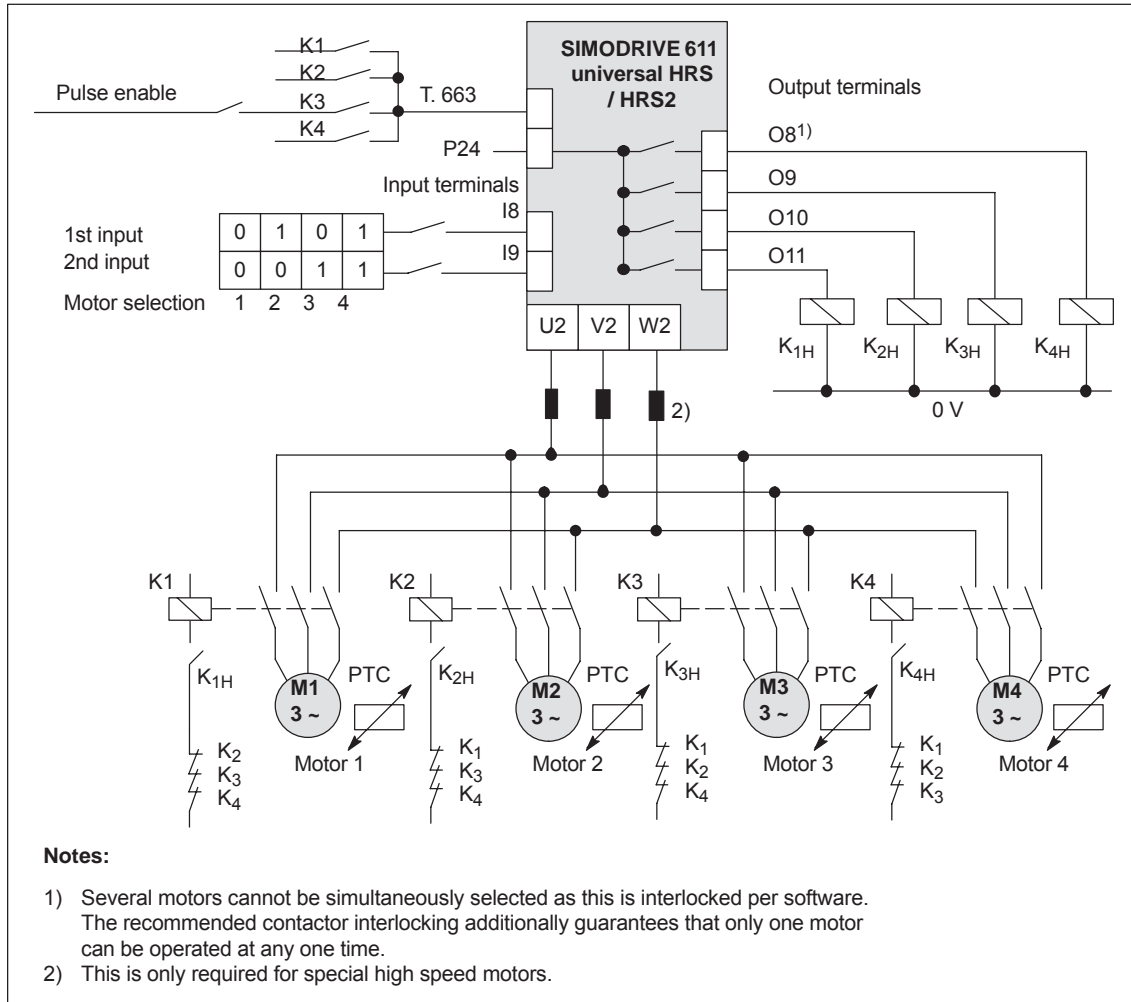 SIMODRIVE 611
universal HRS
/ HRS2
K1
K2
Pulse enable
K3
K4
T. 663
P24
Input terminals
I8
I9
1st input
0 1 0 1
2nd input
0 0 1 1
Motor selection 1 2 3 4
Output terminals
O8 1)
O9
O10
O11
U2 V2 W2
K1H K2H K3H K4H
0 V
2)
K1 K2 K3 K4
K1H
M1
3 ~
PTC
Motor 1
K2
K3
K4
K2H
M2
3 ~
PTC
Motor 2
K1
K3
K4
K3H
M3
3 ~
PTC
Motor 3
K1
K2
K4
K4H
M4
3 ~
PTC
Motor 4
K1
K2
K3
Notes:
1) Several motors cannot be simultaneously selected as this is interlocked per software.
The recommended contactor interlocking additionally guarantees that only one motor
can be operated at any one time.
2) This is only required for special high speed motors.